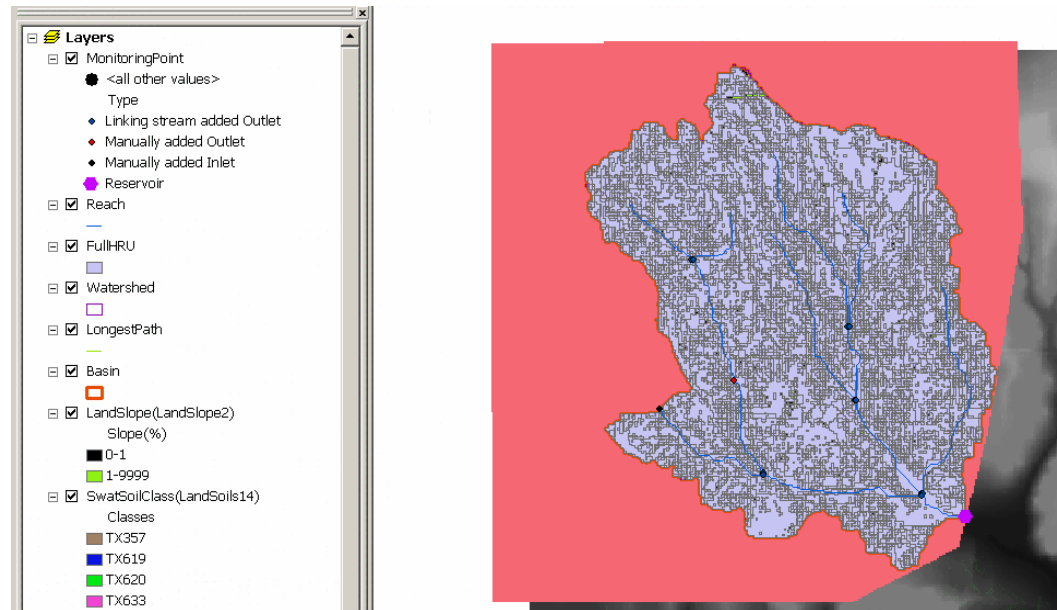 Layers
MonitoringPoint
<all other values>
Type
Linking stream added Outlet
Manually added Outlet
Manually added Inlet
Reservoir
Reach
FullHRU
Watershed
LongestPath
Basin
LandSlope(LandSlope2)
Slope(%)
0-1
1-9999
SwatSoilClass(LandSoils14)
Classes
TX357
TX619
TX620
TX633